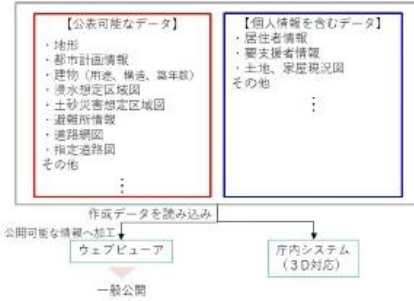 【公表可能なデータ】
・地形
・都市計画情報
・建物（用途、構造、築年数）
・浸水想定区域図
・土砂災害想定区域図
・避難所情報
・道路網図
・指定道路図
その他
⋮
【個人情報を含むデータ】
・居住者情報
・要支援者情報
・土地、家屋現況図
その他
⋮
作成データを読み込み
公開可能な情報へ加工
ウェブビューア
一般公開
庁内システム
（３Ｄ対応）